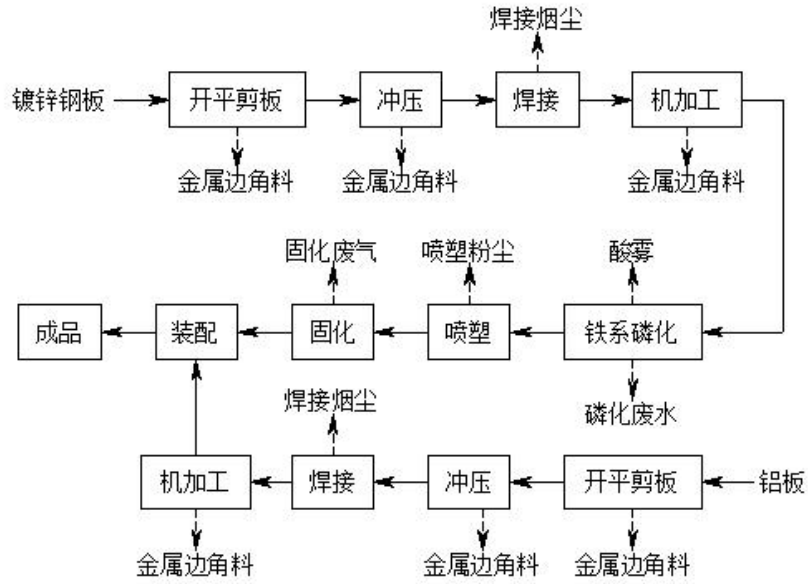 焊接烟尘
镀锌钢板
开平剪板
冲压
焊接
机加工
金属边角料
金属边角料
金属边角料
固化废气
喷塑粉尘
酸雾
成品
装配
固化
喷塑
铁系磷化
焊接烟尘
磷化废水
机加工
焊接
冲压
开平剪板
铝板
金属边角料
金属边角料
金属边角料